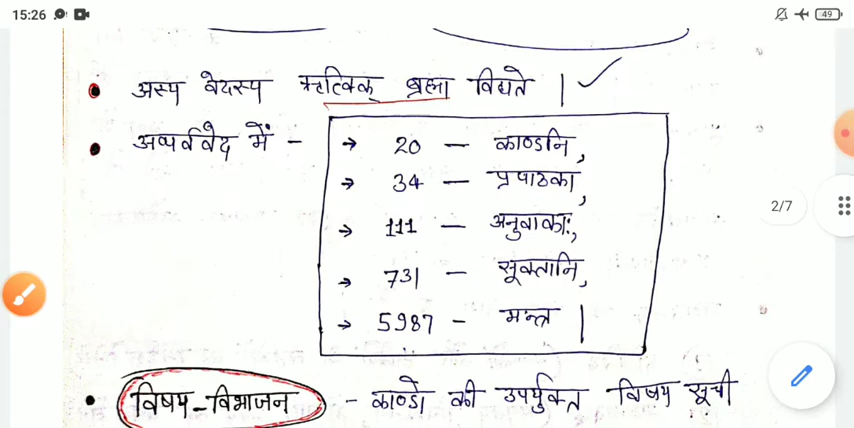 15:26
49
अस्य वेदस्य ऋत्विक् ब्रह्मा विद्यते |
अथर्ववेद में -
→ 20 — काण्डनि,
→ 34 — प्रपाठका,
→ 111 — अनुवाकाः,
→ 731 — सूक्तानि,
→ 5987 - मन्त्र |
2/7
विषय-विभाजन - काण्डो की उपर्युक्त विषय सूची